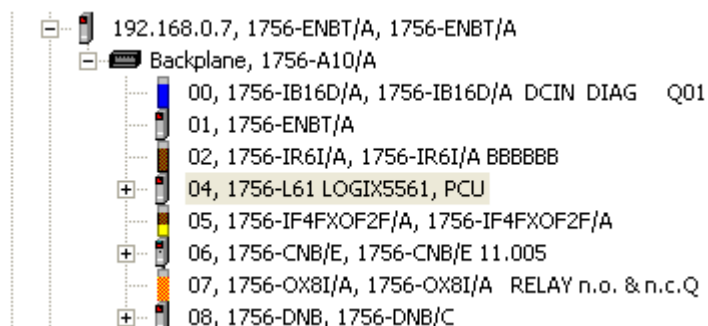 192.168.0.7, 1756-ENBT/A, 1756-ENBT/A
Backplane, 1756-A10/A
00, 1756-IB16D/A, 1756-IB16D/A DCIN DIAG Q01
01, 1756-ENBT/A
02, 1756-IR6I/A, 1756-IR6I/A BBBBBB
04, 1756-L61 LOGIX5561, PCU
05, 1756-IF4FXOF2F/A, 1756-IF4FXOF2F/A
06, 1756-CNB/E, 1756-CNB/E 11.005
07, 1756-OX8I/A, 1756-OX8I/A RELAY n.o. & n.c.Q
08, 1756-DNB, 1756-DNB/C